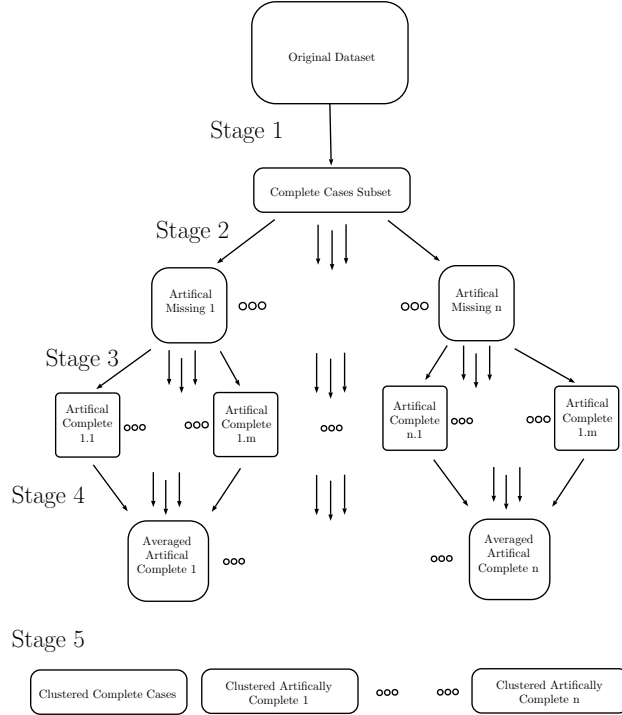 Original Dataset
Stage 1
Complete Cases Subset
Stage 2
Artifical
Missing 1
Artifical
Missing n
Stage 3
Artifical
Complete
1.1
Artifical
Complete
1.m
Artifical
Complete
n.1
Artifical
Complete
1.m
Stage 4
Averaged
Artifical
Complete 1
Averaged
Artifical
Complete n
Stage 5
Clustered Complete Cases
Clustered Artifically
Complete 1
Clustered Artifically
Complete n